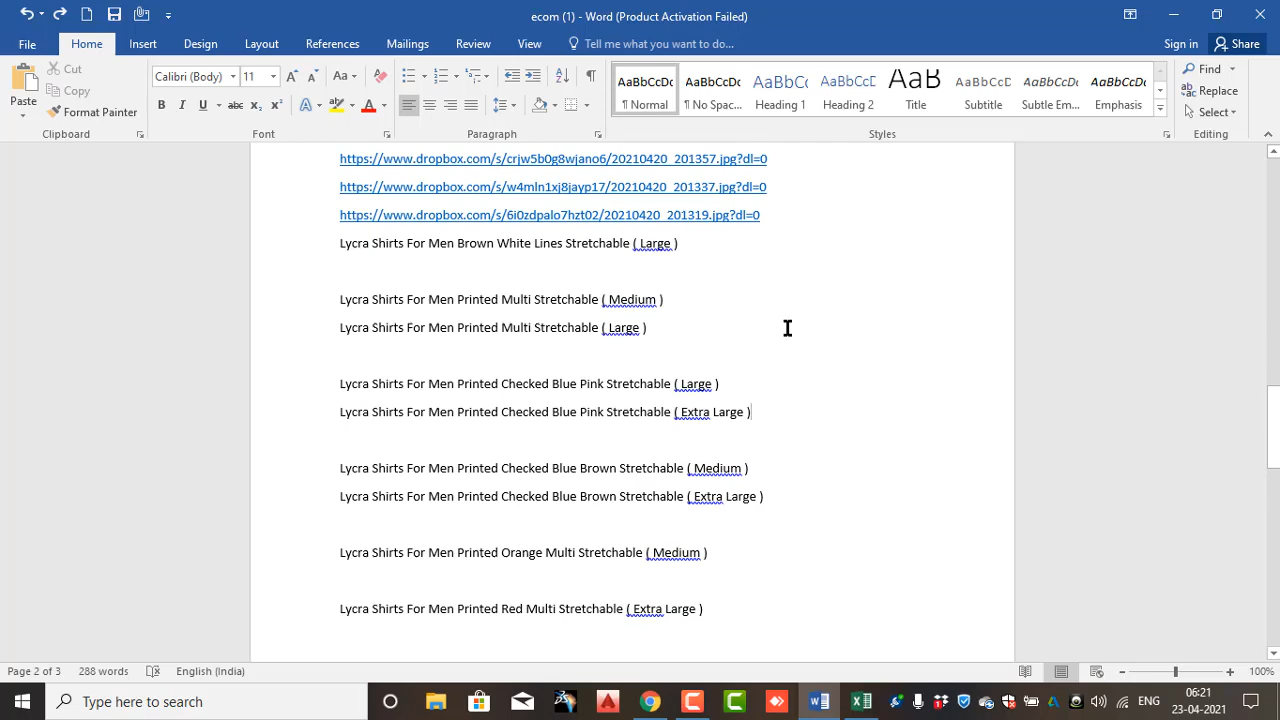 ecom (1) - Word (Product Activation Failed)
File Home Insert Design Layout References Mailings Review View Tell me what you want to do... Sign in Share
Paste Cut Copy Format Painter
Calibri (Body) 11 Aa
B I U abc X₂ X² A A
AaBbCcDc ¶ Normal
AaBbCcDc ¶ No Spac...
AaBbCc Heading 1
AaBbCcC Heading 2
AaB Title
AaBbCcD Subtitle
AaBbCcDc Subtle Em...
AaBbCcDc Emphasis
Find
Replace
Select
Clipboard Font Paragraph Styles Editing
https://www.dropbox.com/s/crjw5b0g8wjano6/20210420_201357.jpg?dl=0
https://www.dropbox.com/s/w4mln1xj8jayp17/20210420_201337.jpg?dl=0
https://www.dropbox.com/s/6i0zdpalo7hzt02/20210420_201319.jpg?dl=0
Lycra Shirts For Men Brown White Lines Stretchable ( Large )
Lycra Shirts For Men Printed Multi Stretchable ( Medium )
Lycra Shirts For Men Printed Multi Stretchable ( Large )
Lycra Shirts For Men Printed Checked Blue Pink Stretchable ( Large )
Lycra Shirts For Men Printed Checked Blue Pink Stretchable ( Extra Large )
Lycra Shirts For Men Printed Checked Blue Brown Stretchable ( Medium )
Lycra Shirts For Men Printed Checked Blue Brown Stretchable ( Extra Large )
Lycra Shirts For Men Printed Orange Multi Stretchable ( Medium )
Lycra Shirts For Men Printed Red Multi Stretchable ( Extra Large )
Page 2 of 3 288 words English (India) 100%
Type here to search ENG 06:21
23-04-2021